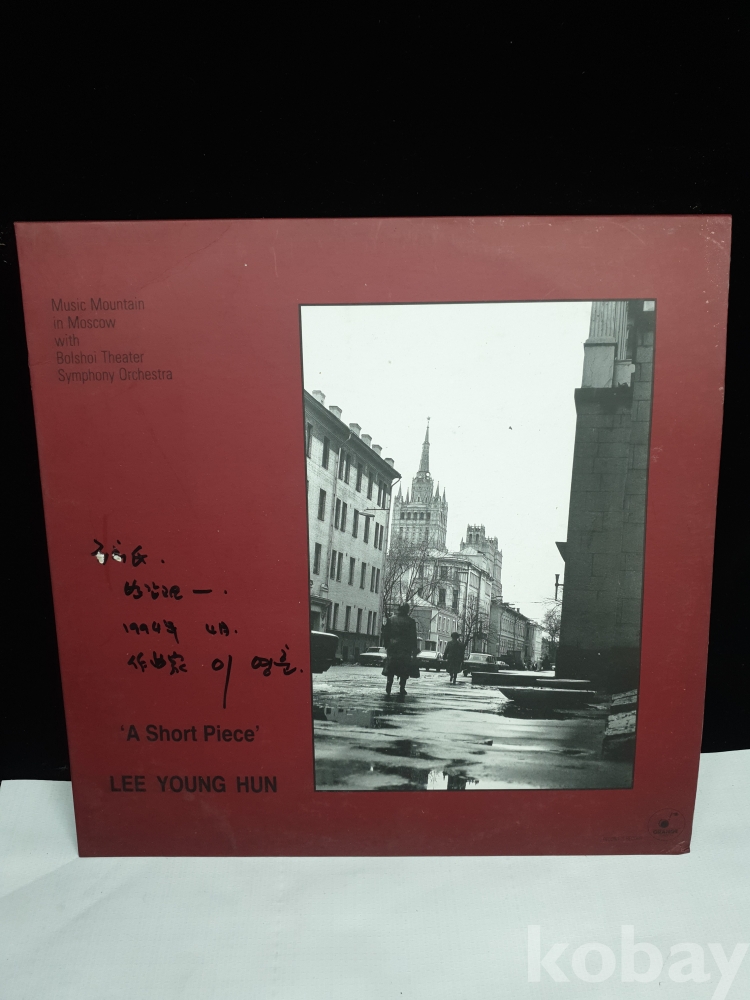 Music Mountain
in Moscow
with
Bolshoi Theater
Symphony Orchestra
1994年 4月.
作曲家 이 영훈.
'A Short Piece'
LEE YOUNG HUN
kobay